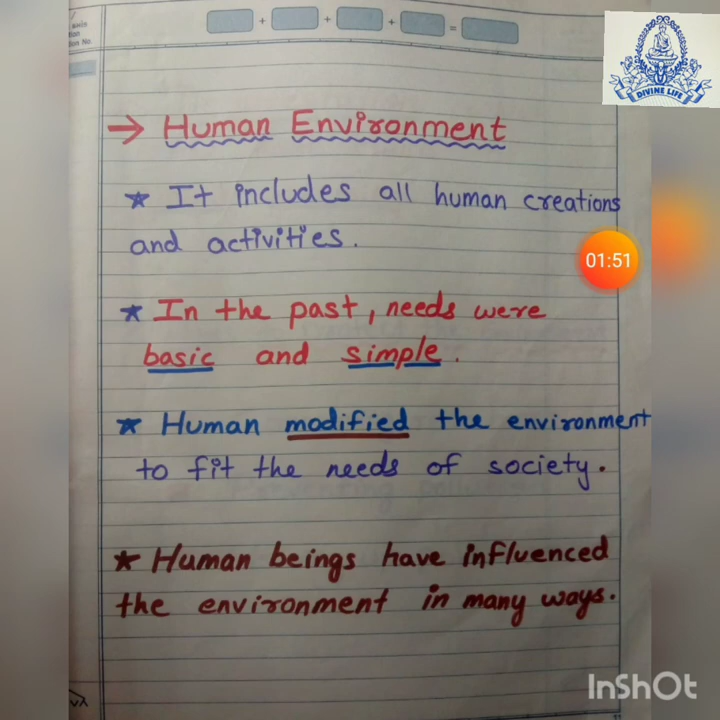 + + + =
DIVINE LIFE
→ Human Environment
★ It includes all human creations
and activities.
01:51
★ In the past, needs were
basic and simple.
★ Human modified the environment
to fit the needs of society.
★ Human beings have influenced
the environment in many ways.
InShOt